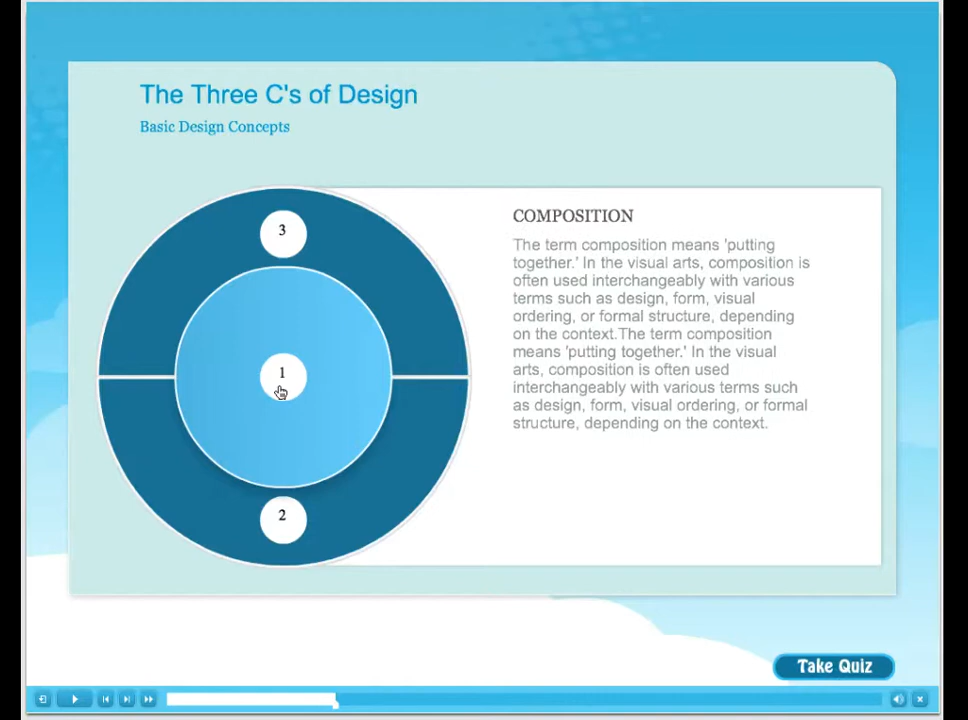 The Three C's of Design
Basic Design Concepts
3
1
2
COMPOSITION
The term composition means 'putting
together.' In the visual arts, composition is
often used interchangeably with various
terms such as design, form, visual
ordering, or formal structure, depending
on the context.The term composition
means 'putting together.' In the visual
arts, composition is often used
interchangeably with various terms such
as design, form, visual ordering, or formal
structure, depending on the context.
Take Quiz